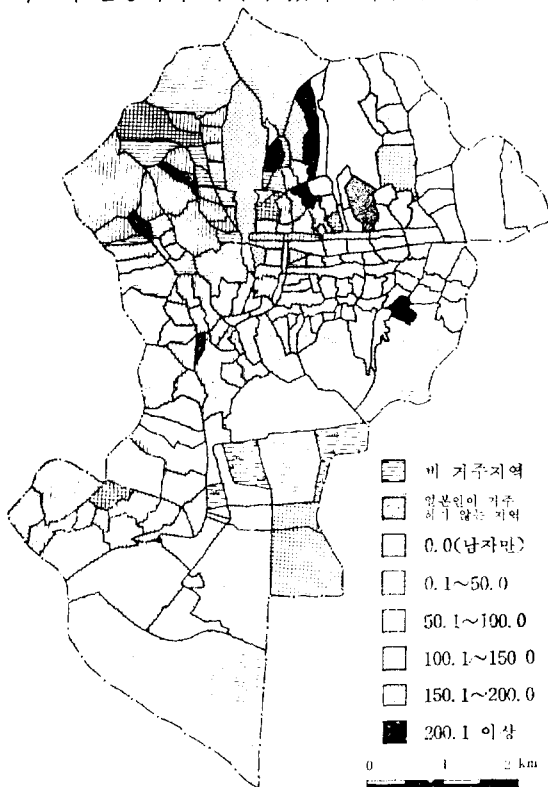 비 거주지역
일본인이 거주
하지 않는 지역
0.0(남자만)
0.1~50.0
50.1~100.0
100.1~150 0
150.1~200.0
200.1 이상
0 1 2 km